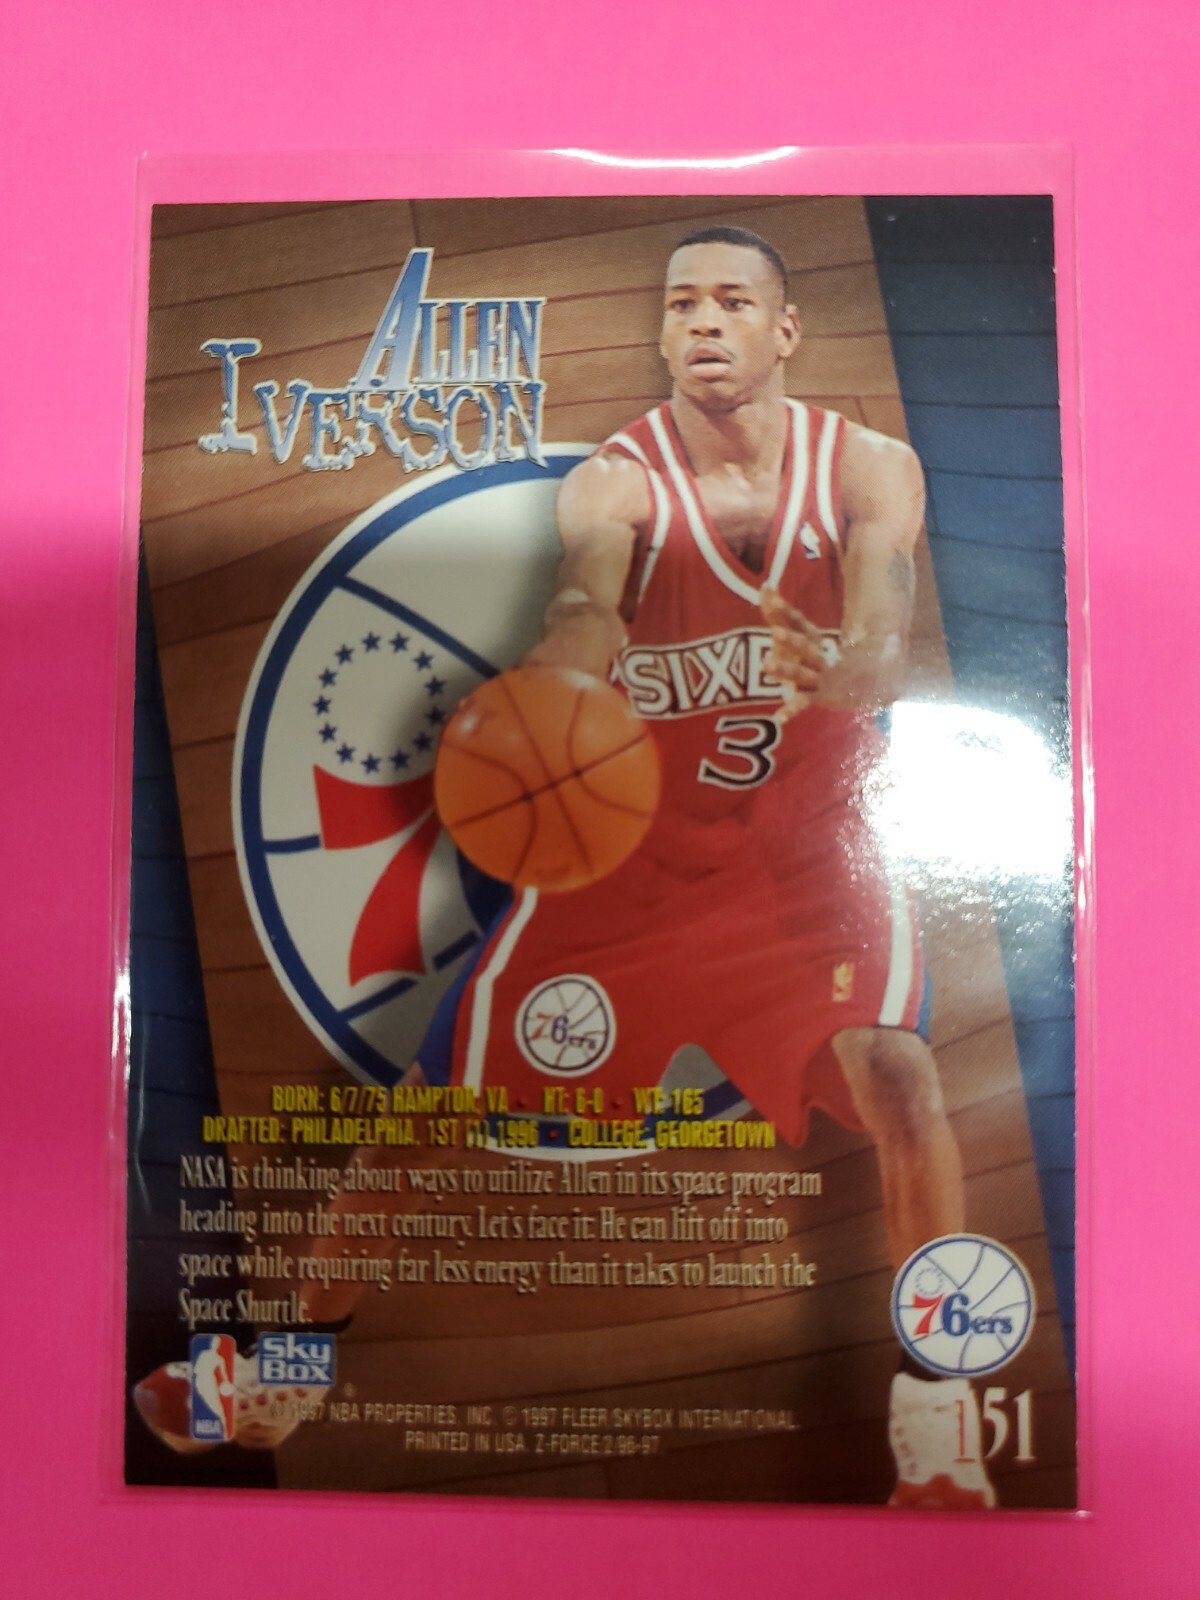 ALLEN
IVERSON
SIXE
3
76ers
BORN: 6/7/75 HAMPTON, VA • HT: 6-0 • WT: 165
DRAFTED: PHILADELPHIA, 1ST (1) 1996 • COLLEGE: GEORGETOWN
NASA is thinking about ways to utilize Allen in its space program
heading into the next century. Let's face it: He can lift off into
space while requiring far less energy than it takes to launch the
Space Shuttle.
76ers
NBA
SkyBox ®
© 1997 NBA PROPERTIES, INC. © 1997 FLEER/SKYBOX INTERNATIONAL.
PRINTED IN USA. Z-FORCE 2 96-97.
151